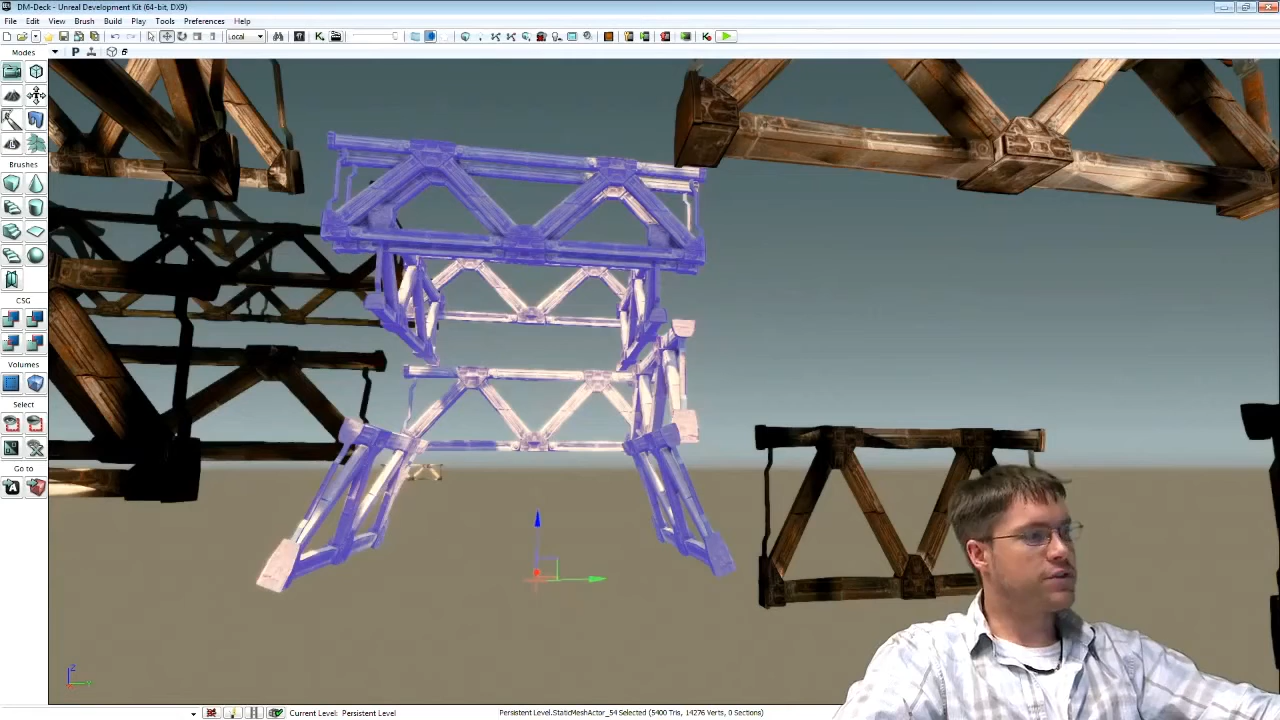 DM-Deck - Unreal Development Kit (64-bit, DX9)
File Edit View Brush Build Play Tools Preferences Help
Local
Modes
P
Brushes
CSG
Volumes
Select
Go to
Z
Current Level: Persistent Level
Persistent Level.StaticMeshActor_54 Selected (5400 Tris, 14276 Verts, 0 Sections)